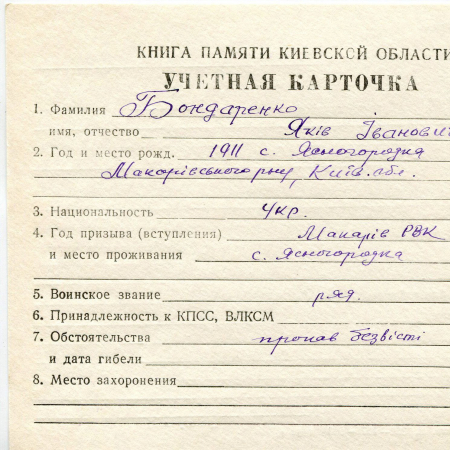 КНИГА ПАМЯТИ КИЕВСКОЙ ОБЛАСТИ
УЧЕТНАЯ КАРТОЧКА
1. Фамилия Бондаренко
имя, отчество Яків Іванович
2. Год и место рожд. 1911 с. Ясногородка
Макарівського р-ну, Київ. обл.
3. Национальность Укр.
4. Год призыва (вступления) Макарів РВК
и место проживания с. Ясногородка
5. Воинское звание ряд.
6. Принадлежность к КПСС, ВЛКСМ
7. Обстоятельства пропав безвісті
и дата гибели
8. Место захоронения